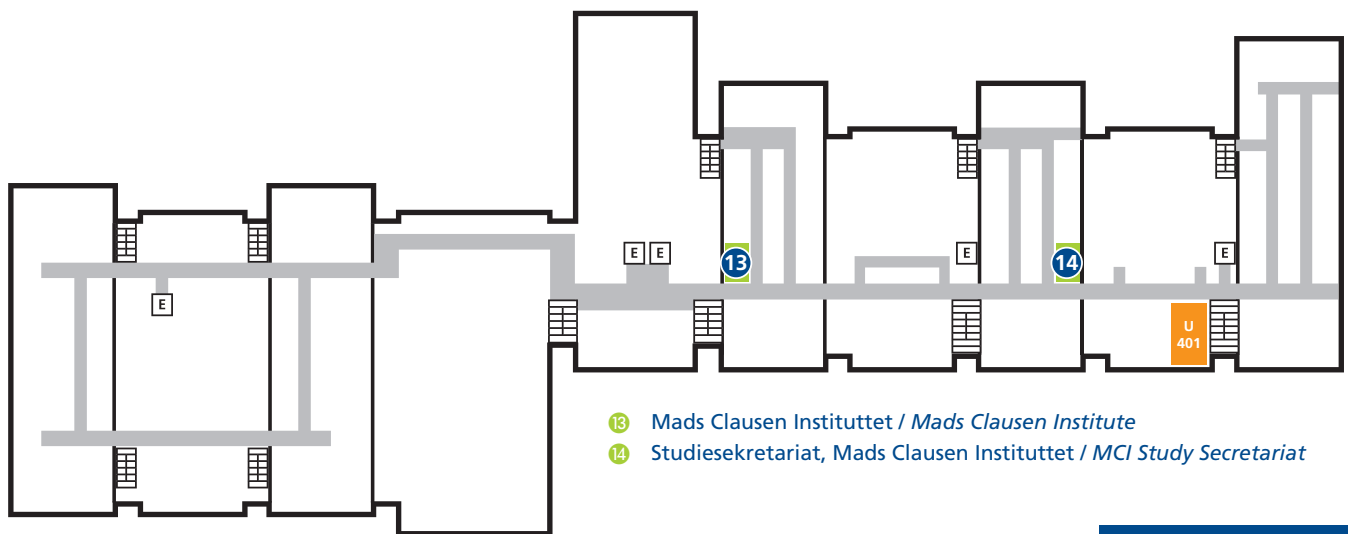 E E
13
E
14
E
E
U
401
13 Mads Clausen Instituttet / Mads Clausen Institute
14 Studiesekretariat, Mads Clausen Instituttet / MCI Study Secretariat